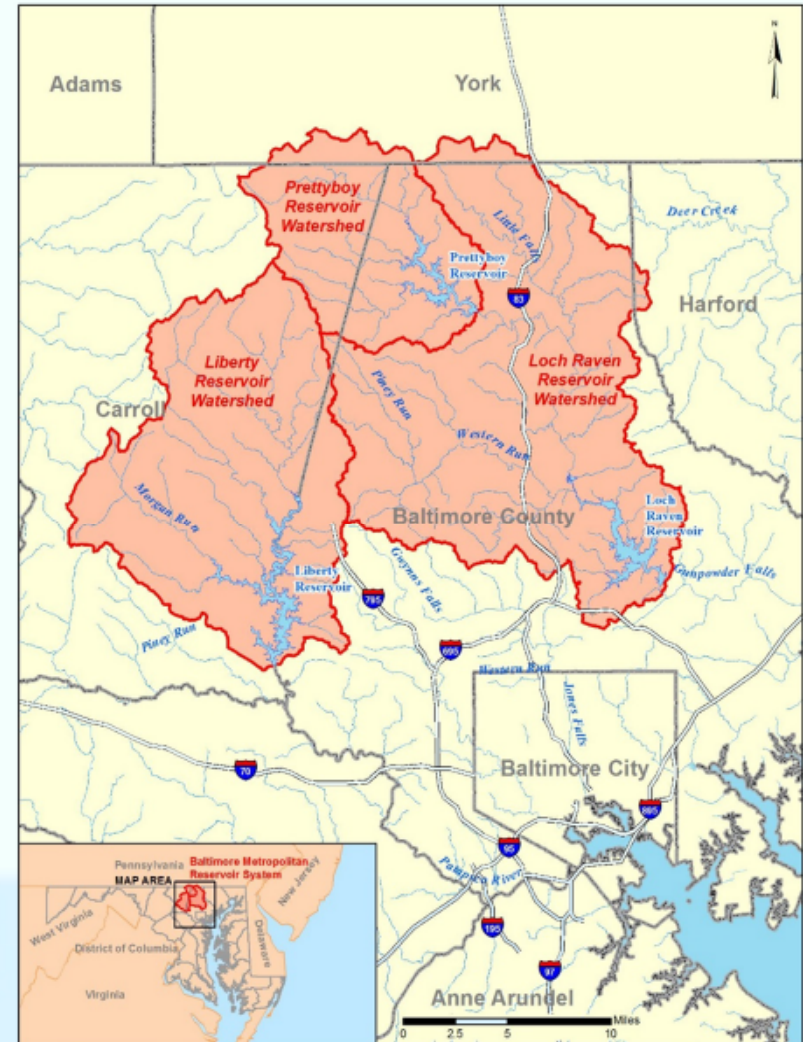 N
Adams
York
Prettyboy
Reservoir
Watershed
Little Falls
Deer Creek
Prettyboy
Reservoir
83
Harford
Liberty
Reservoir
Watershed
Loch Raven
Reservoir
Watershed
Carroll
Piney Run
Western Run
Morgan Run
Baltimore County
Loch
Raven
Reservoir
Gwynns Falls
Liberty
Reservoir
Gunpowder Falls
795
Piney Run
695
Western Run
Jones Falls
70
Baltimore City
895
95
Patapsco River
195
97
Anne Arundel
Miles
0 2.5 5 10
Pennsylvania
Baltimore Metropolitan
Reservoir System
MAP AREA
New Jersey
West Virginia
District of Columbia
Delaware
Virginia